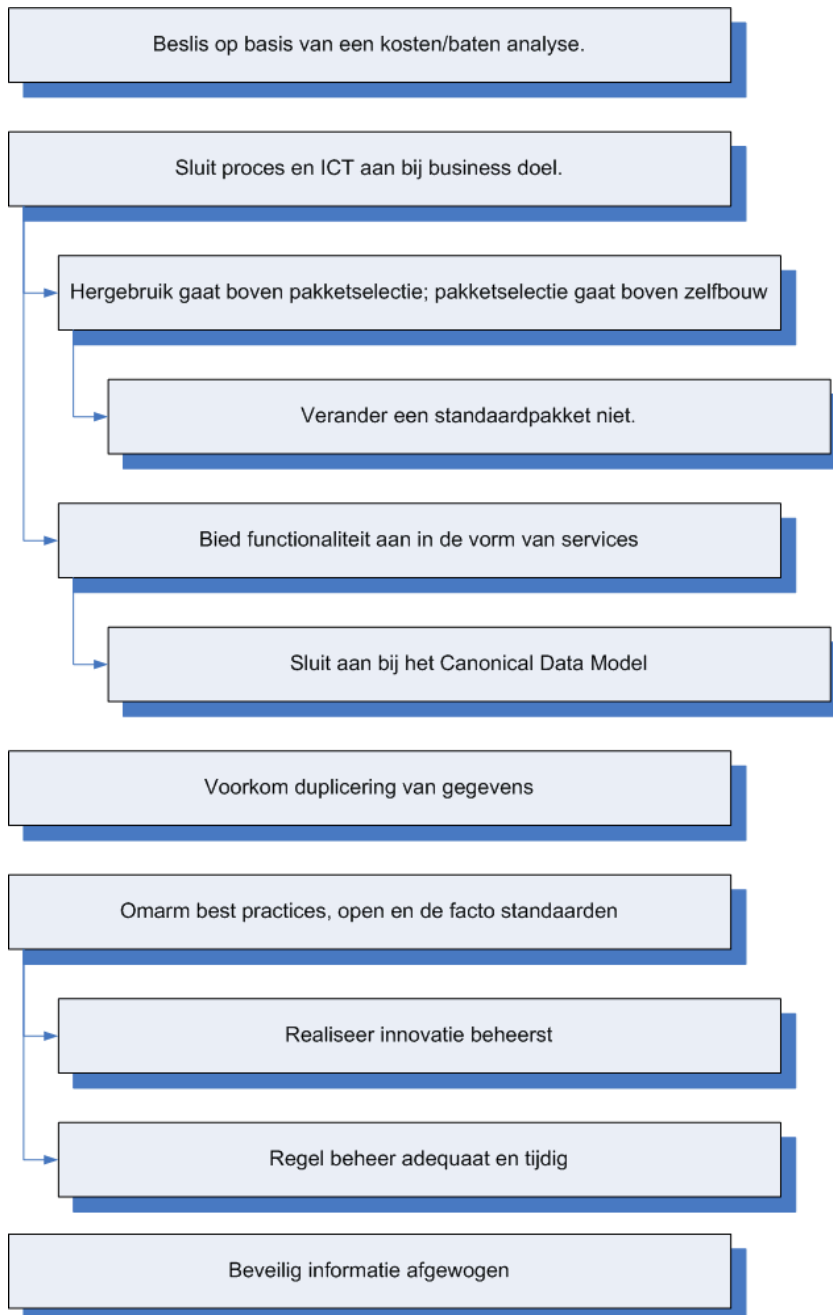 Beslis op basis van een kosten/baten analyse.
Sluit proces en ICT aan bij business doel.
Hergebruik gaat boven pakketselectie; pakketselectie gaat boven zelfbouw
Verander een standaardpakket niet.
Bied functionaliteit aan in de vorm van services
Sluit aan bij het Canonical Data Model
Voorkom duplicering van gegevens
Omarm best practices, open en de facto standaarden
Realiseer innovatie beheerst
Regel beheer adequaat en tijdig
Beveilig informatie afgewogen